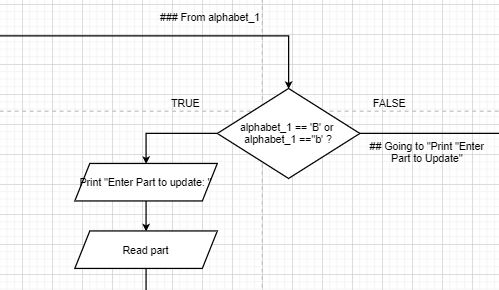 ### From alphabet_1
TRUE
FALSE
alphabet_1 == 'B' or
alphabet_1 =="b' ?
## Going to "Print "Enter
Part to Update"
Print "Enter Part to update: "
Read part